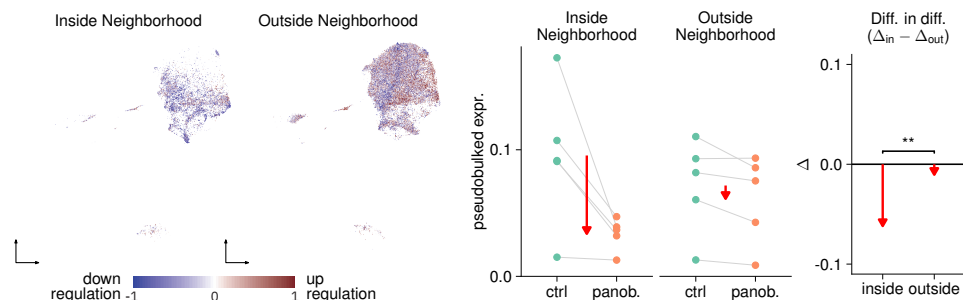 Inside Neighborhood
Outside Neighborhood
down
regulation
-1
0
1
up
regulation
Inside
Neighborhood
Outside
Neighborhood
pseudobulked expr.
0.1
0.0
ctrl
panob.
ctrl
panob.
Diff. in diff.
(Δin − Δout)
Δ
0.1
0.0
-0.1
**
inside outside